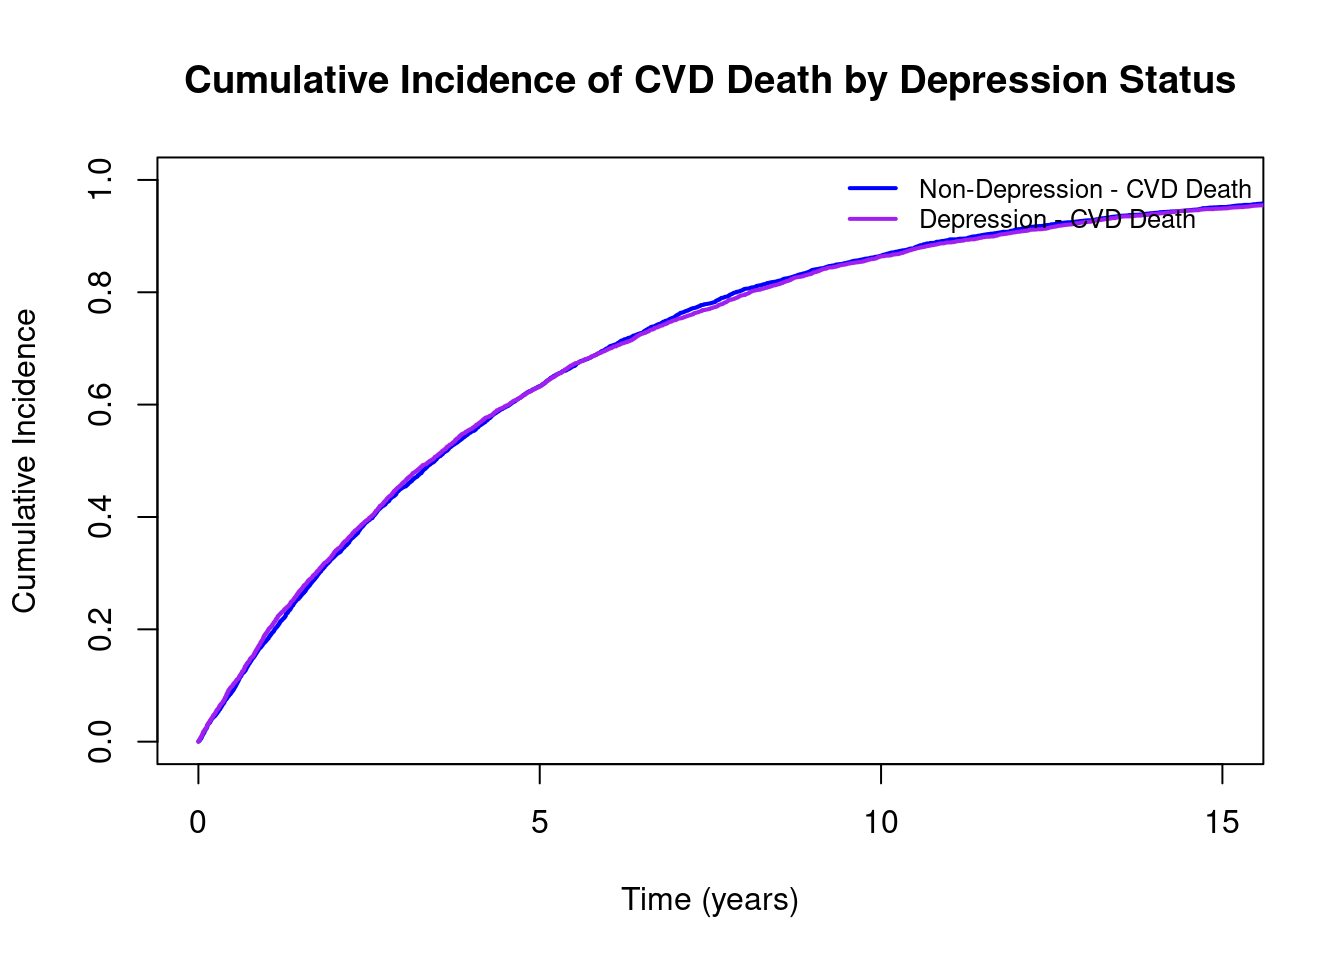 Cumulative Incidence of CVD Death by Depression Status
Cumulative Incidence
1.0
0.8
0.6
0.4
0.2
0.0
Non-Depression - CVD Death
Depression - CVD Death
0 5 10 15
Time (years)